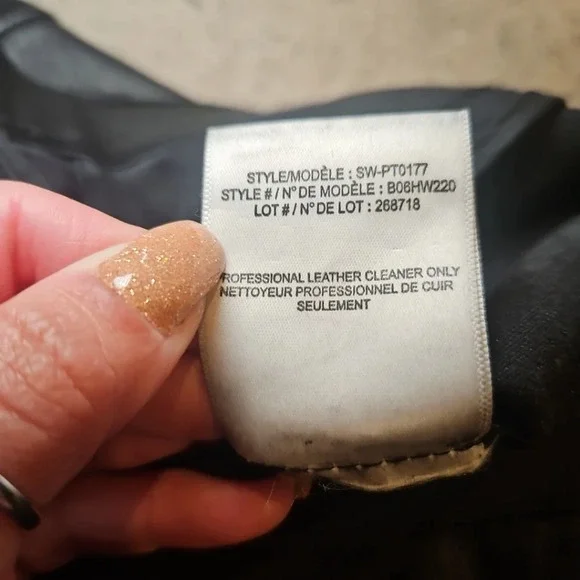 STYLE/MODÈLE : SW-PT0177
STYLE # / N° DE MODÈLE : B06HW220
LOT # / N° DE LOT : 268718
ROFESSIONAL LEATHER CLEANER ONLY
NETTOYEUR PROFESSIONNEL DE CUIR
SEULEMENT